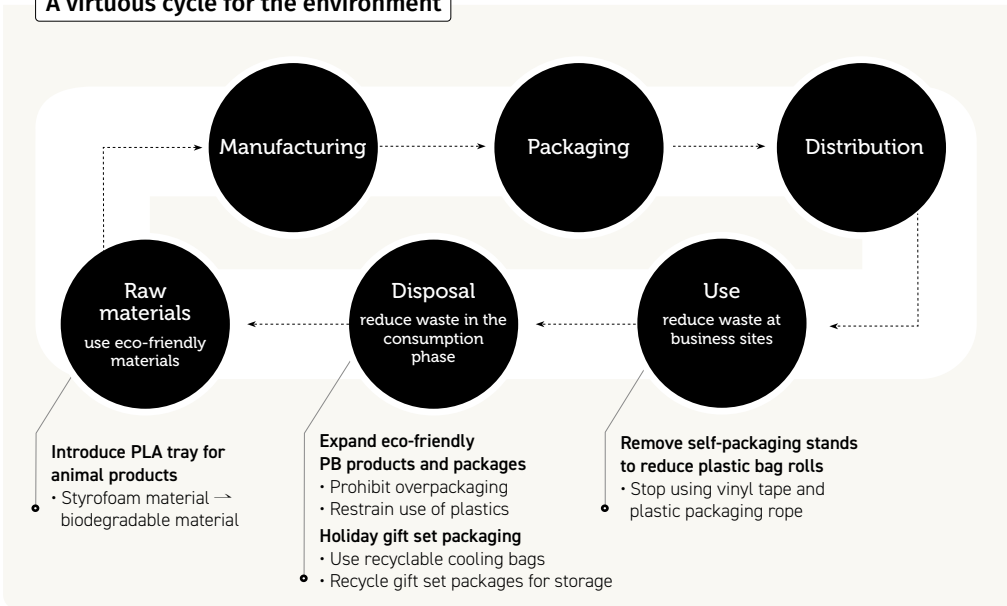 A virtuous cycle for the environment
Manufacturing
Packaging
Distribution
Raw
materials
use eco-friendly
materials
Disposal
reduce waste in the
consumption
phase
Use
reduce waste at
business sites
Introduce PLA tray for
animal products
· Styrofoam material →
biodegradable material
Expand eco-friendly
PB products and packages
· Prohibit overpackaging
· Restrain use of plastics
Holiday gift set packaging
· Use recyclable cooling bags
· Recycle gift set packages for storage
Remove self-packaging stands
to reduce plastic bag rolls
· Stop using vinyl tape and
plastic packaging rope